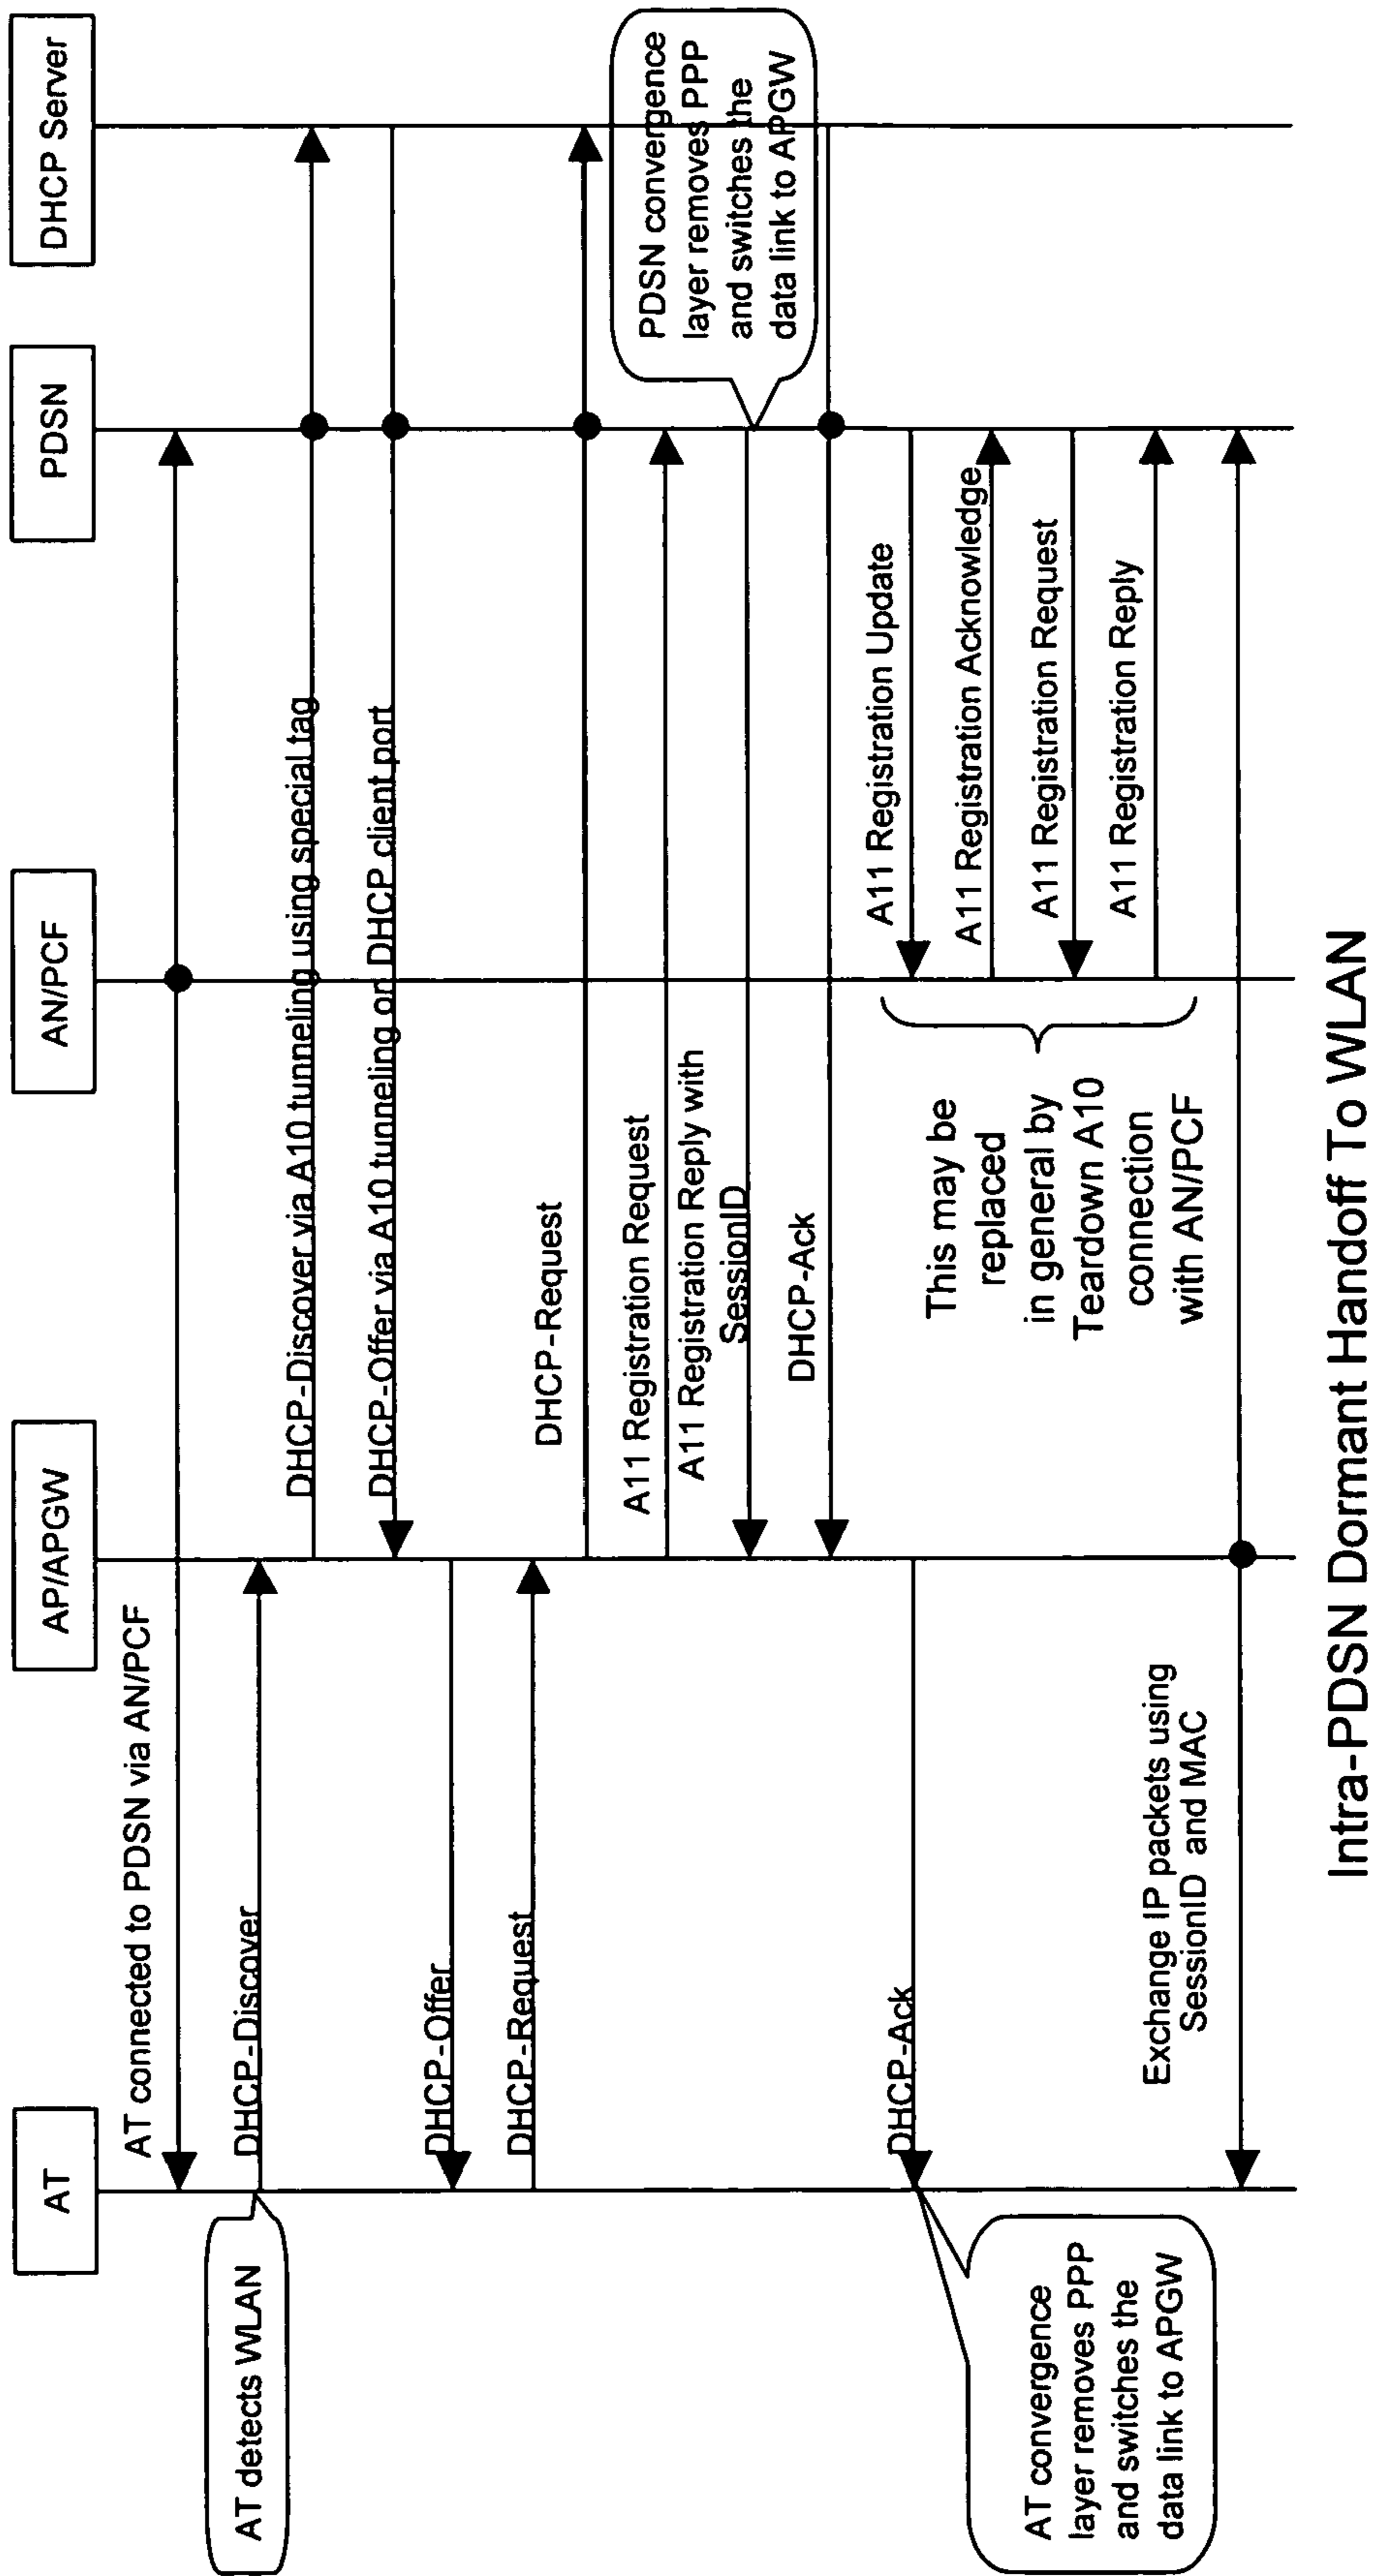 AT
AP/APGW
AN/PCF
PDSN
DHCP Server
AT connected to PDSN via AN/PCF
AT detects WLAN
DHCP-Discover
DHCP-Discover via A10 tunneling using special tag
DHCP-Offer via A10 tunneling on DHCP client port
DHCP-Offer
DHCP-Request
DHCP-Request
A11 Registration Request
A11 Registration Reply with
SessionID
PDSN convergence
layer removes PPP
and switches the
data link to APGW
DHCP-Ack
DHCP-Ack
AT convergence
layer removes PPP
and switches the
data link to APGW
A11 Registration Update
A11 Registration Acknowledge
A11 Registration Request
A11 Registration Reply
This may be
replaced
in general by
Teardown A10
connection
with AN/PCF
Exchange IP packets using
SessionID and MAC
Intra-PDSN Dormant Handoff To WLAN